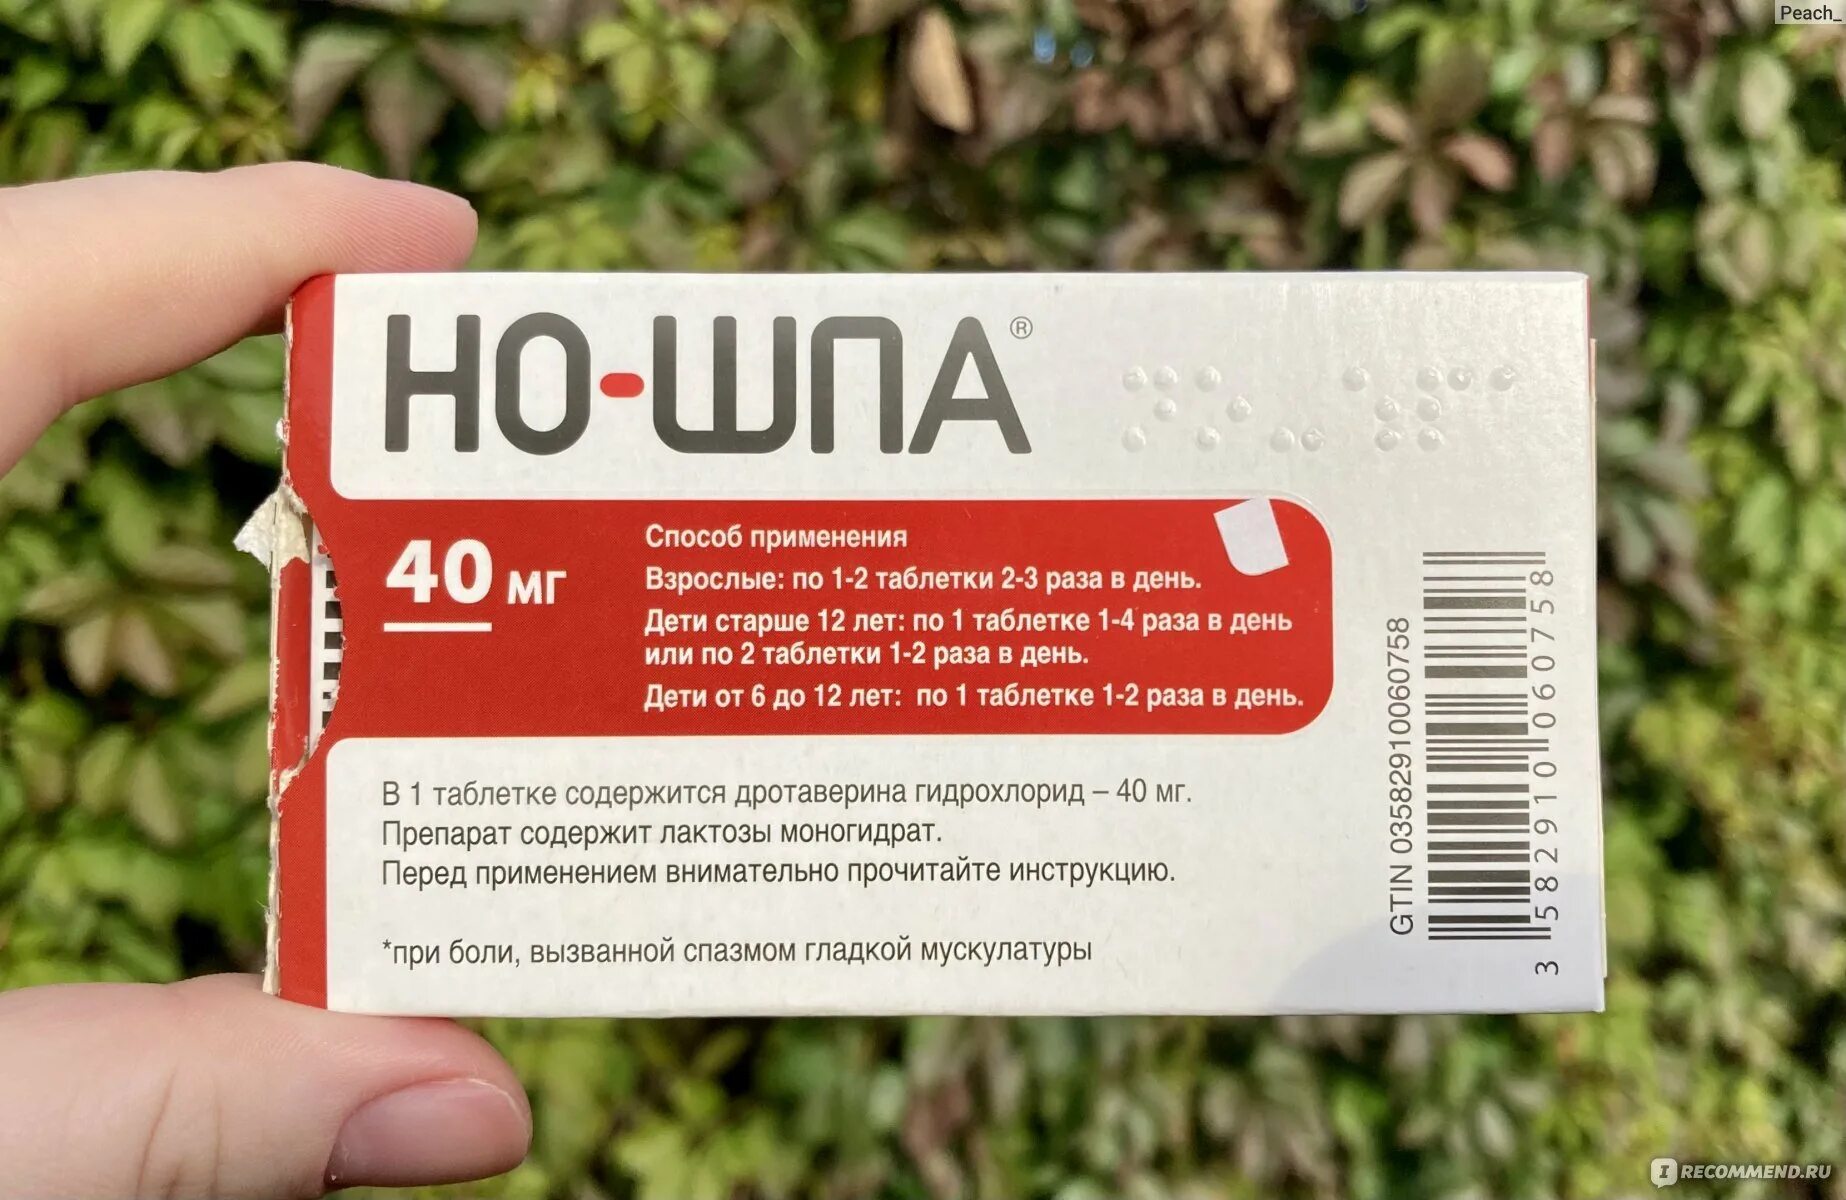 Peach_
НО-ШПА®
40 мг
Способ применения
Взрослые: по 1-2 таблетки 2-3 раза в день.
Дети старше 12 лет: по 1 таблетке 1-4 раза в день
или по 2 таблетки 1-2 раза в день.
Дети от 6 до 12 лет: по 1 таблетке 1-2 раза в день.
В 1 таблетке содержится дротаверина гидрохлорид – 40 мг.
Препарат содержит лактозы моногидрат.
Перед применением внимательно прочитайте инструкцию.
*при боли, вызванной спазмом гладкой мускулатуры
GTIN 03582910060758
3 582910 060758
IRECOMMEND.RU